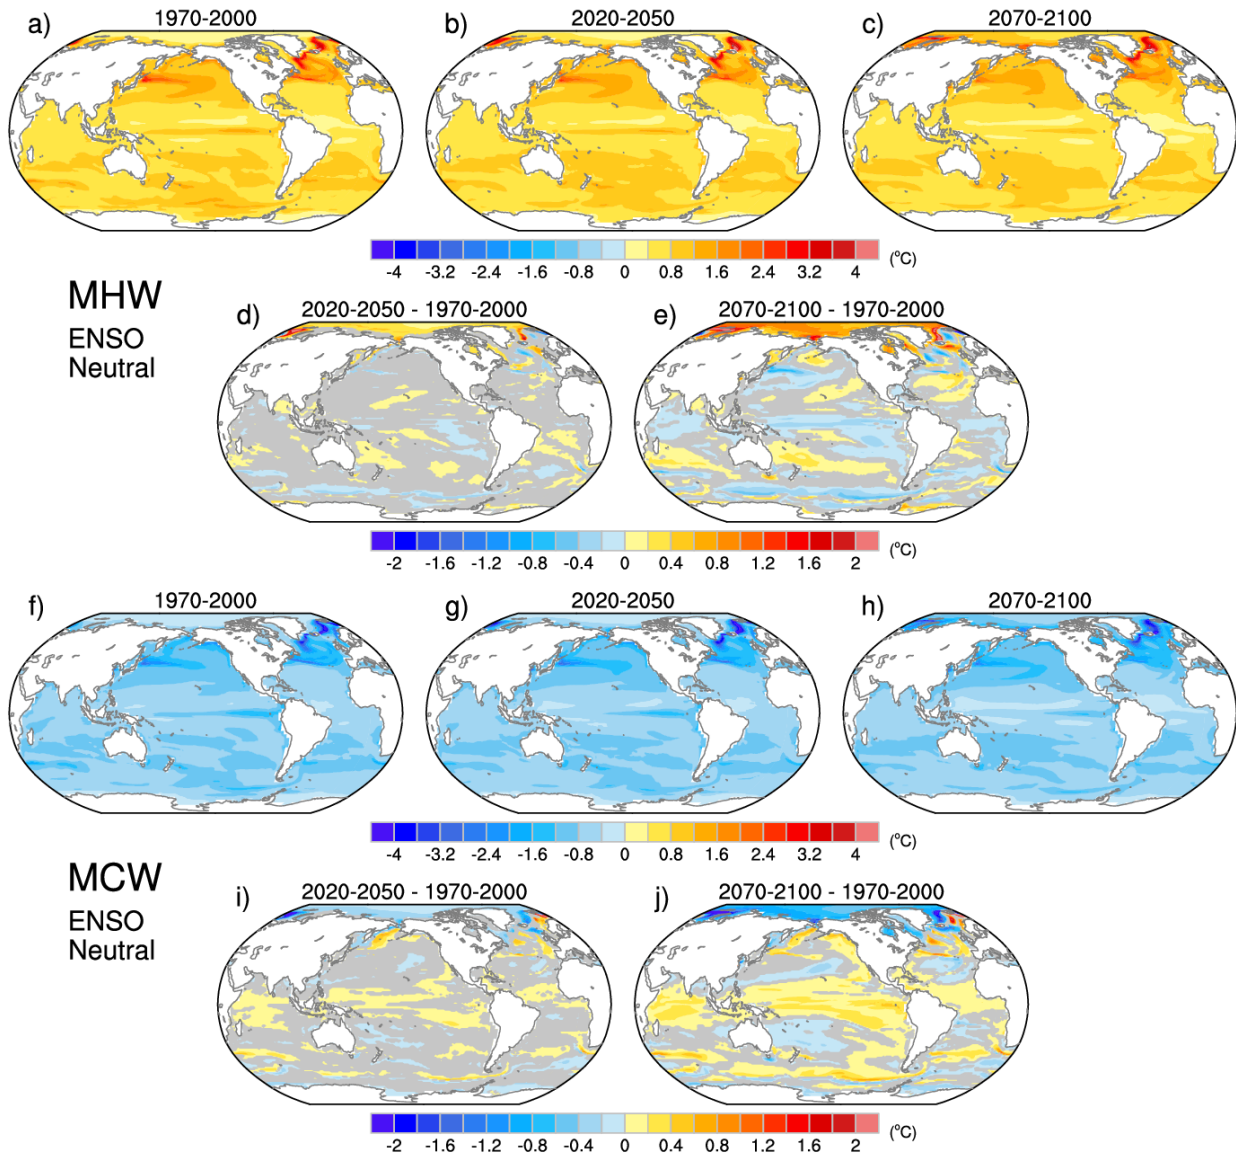 a) 1970-2000 b) 2020-2050 c) 2070-2100
-4 -3.2 -2.4 -1.6 -0.8 0 0.8 1.6 2.4 3.2 4 (°C)
MHW
ENSO
Neutral
d) 2020-2050 - 1970-2000 e) 2070-2100 - 1970-2000
-2 -1.6 -1.2 -0.8 -0.4 0 0.4 0.8 1.2 1.6 2 (°C)
f) 1970-2000 g) 2020-2050 h) 2070-2100
-4 -3.2 -2.4 -1.6 -0.8 0 0.8 1.6 2.4 3.2 4 (°C)
MCW
ENSO
Neutral
i) 2020-2050 - 1970-2000 j) 2070-2100 - 1970-2000
-2 -1.6 -1.2 -0.8 -0.4 0 0.4 0.8 1.2 1.6 2 (°C)